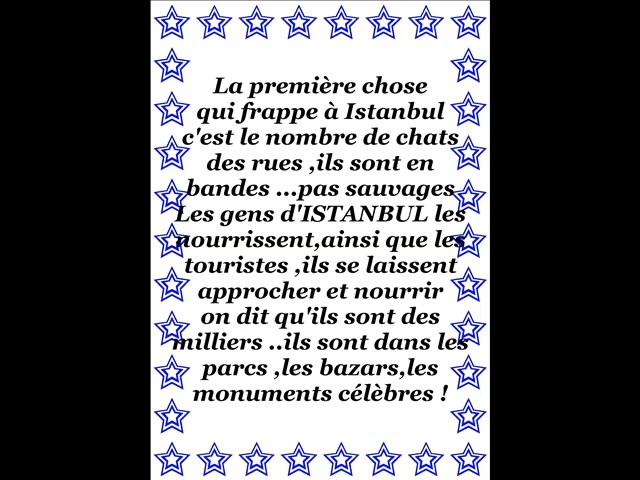 La première chose
qui frappe à Istanbul
c'est le nombre de chats
des rues ,ils sont en
bandes ...pas sauvages
Les gens d'ISTANBUL les
nourrissent,ainsi que les
touristes ,ils se laissent
approcher et nourrir
on dit qu'ils sont des
milliers ..ils sont dans les
parcs ,les bazars,les
monuments célèbres !